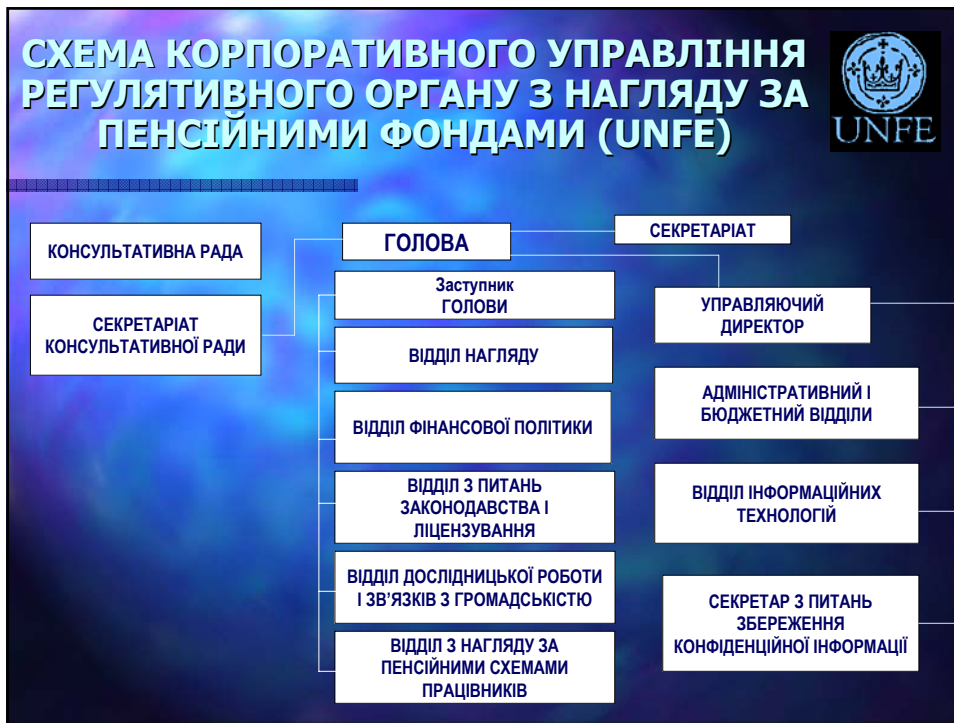 СХЕМА КОРПОРАТИВНОГО УПРАВЛІННЯ
РЕГУЛЯТИВНОГО ОРГАНУ З НАГЛЯДУ ЗА
ПЕНСІЙНИМИ ФОНДАМИ (UNFE)
UNFE
КОНСУЛЬТАТИВНА РАДА
СЕКРЕТАРІАТ
КОНСУЛЬТАТИВНОЇ РАДИ
ГОЛОВА
СЕКРЕТАРІАТ
Заступник
ГОЛОВИ
ВІДДІЛ НАГЛЯДУ
ВІДДІЛ ФІНАНСОВОЇ ПОЛІТИКИ
ВІДДІЛ З ПИТАНЬ
ЗАКОНОДАВСТВА І
ЛІЦЕНЗУВАННЯ
ВІДДІЛ ДОСЛІДНИЦЬКОЇ РОБОТИ
І ЗВ’ЯЗКІВ З ГРОМАДСЬКІСТЮ
ВІДДІЛ З НАГЛЯДУ ЗА
ПЕНСІЙНИМИ СХЕМАМИ
ПРАЦІВНИКІВ
УПРАВЛЯЮЧИЙ
ДИРЕКТОР
АДМІНІСТРАТИВНИЙ І
БЮДЖЕТНИЙ ВІДДІЛИ
ВІДДІЛ ІНФОРМАЦІЙНИХ
ТЕХНОЛОГІЙ
СЕКРЕТАР З ПИТАНЬ
ЗБЕРЕЖЕННЯ
КОНФІДЕНЦІЙНОЇ ІНФОРМАЦІЇ